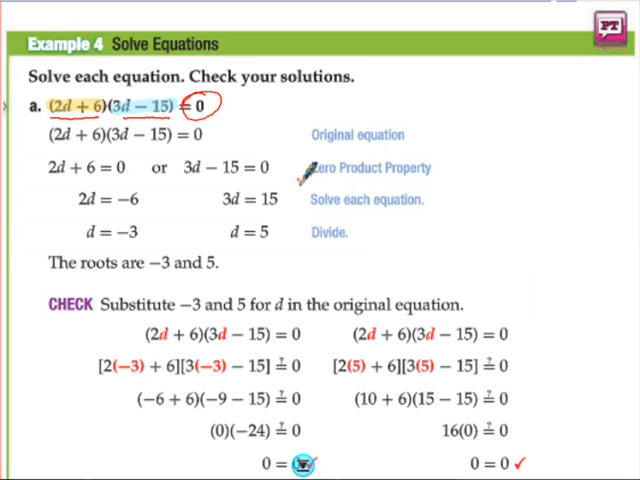 PT
Example 4 Solve Equations
Solve each equation. Check your solutions.
a. (2d + 6)(3d − 15) = 0
(2d + 6)(3d − 15) = 0 Original equation
2d + 6 = 0 or 3d − 15 = 0 Zero Product Property
2d = −6 3d = 15 Solve each equation.
d = −3 d = 5 Divide.
The roots are −3 and 5.
CHECK Substitute −3 and 5 for d in the original equation.
(2d + 6)(3d − 15) = 0 (2d + 6)(3d − 15) = 0
[2(−3) + 6][3(−3) − 15] ≟ 0 [2(5) + 6][3(5) − 15] ≟ 0
(−6 + 6)(−9 − 15) ≟ 0 (10 + 6)(15 − 15) ≟ 0
(0)(−24) ≟ 0 16(0) ≟ 0
0 = 0 = 0 ✓